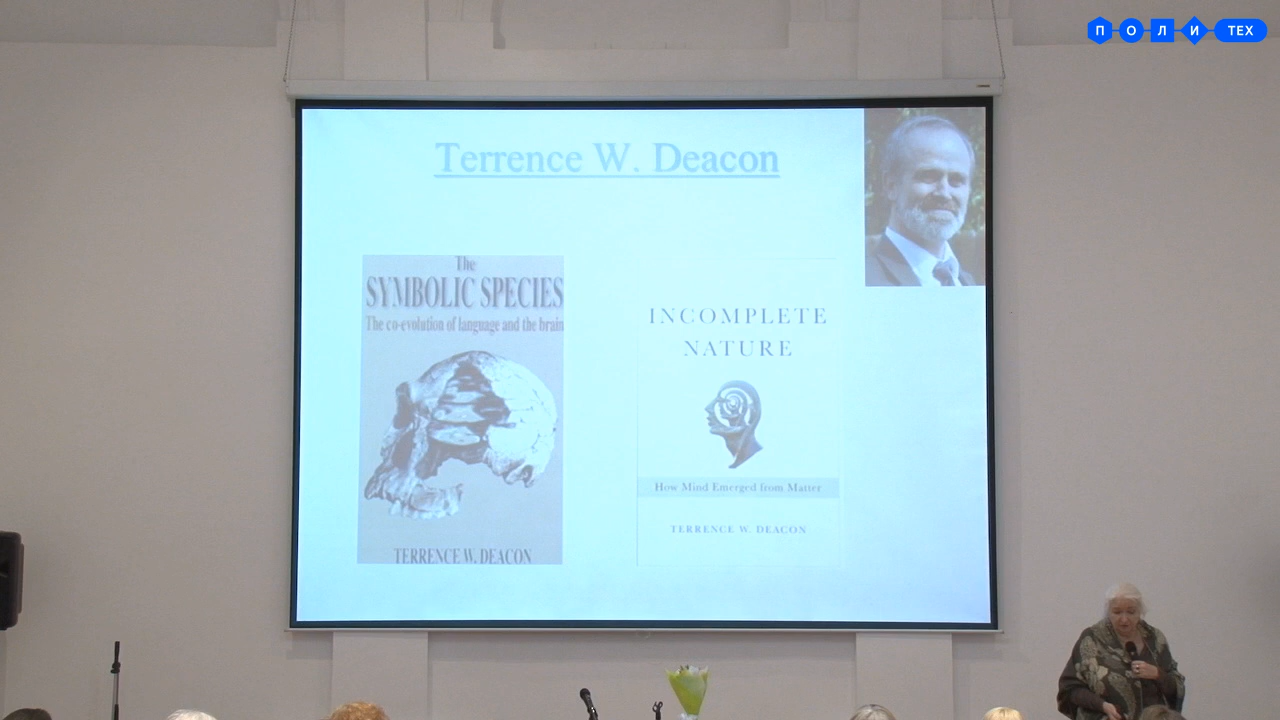 ПОЛИТЕХ
Terrence W. Deacon
The
SYMBOLIC SPECIES
The co-evolution of language and the brain
TERRENCE W. DEACON
INCOMPLETE
NATURE
How Mind Emerged from Matter
TERRENCE W. DEACON